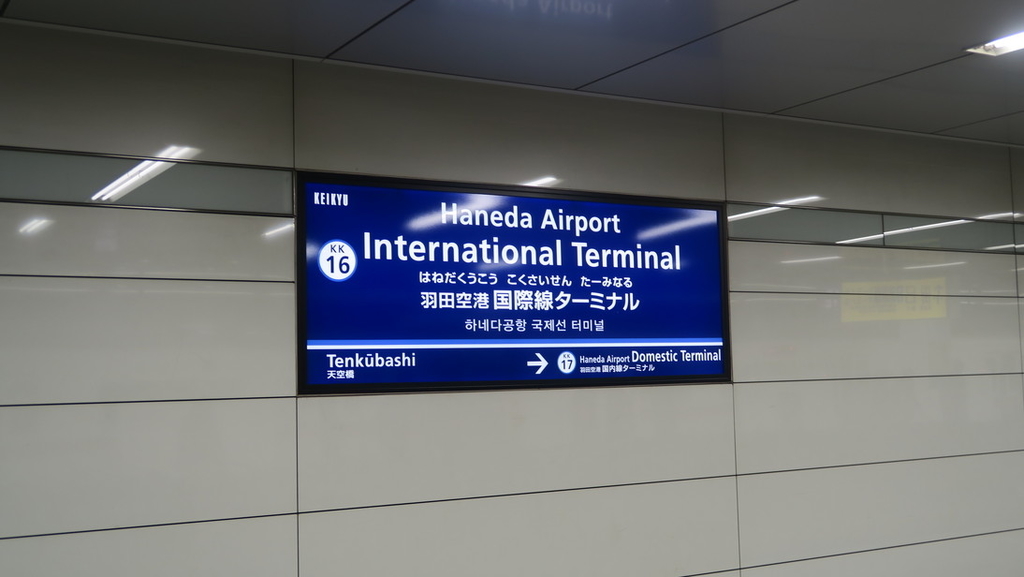 KEIKYU
Haneda Airport
KK
16
International Terminal
はねだくうこう こくさいせん たーみなる
羽田空港 国際線ターミナル
하네다공항 국제선 터미널
Tenkūbashi
天空橋
→
KK
17
Haneda Airport Domestic Terminal
羽田空港 国内線ターミナル